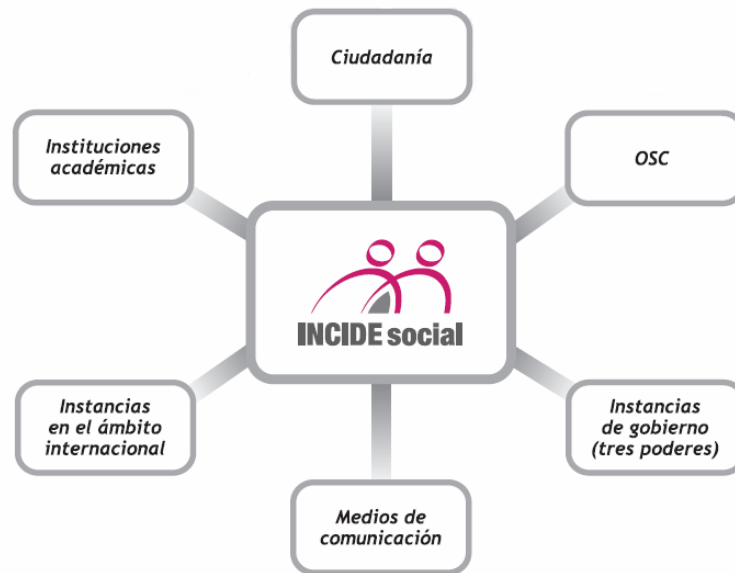 Ciudadanía
Instituciones
académicas
OSC
INCIDE social
Instancias
en el ámbito
internacional
Instancias
de gobierno
(tres poderes)
Medios de
comunicación